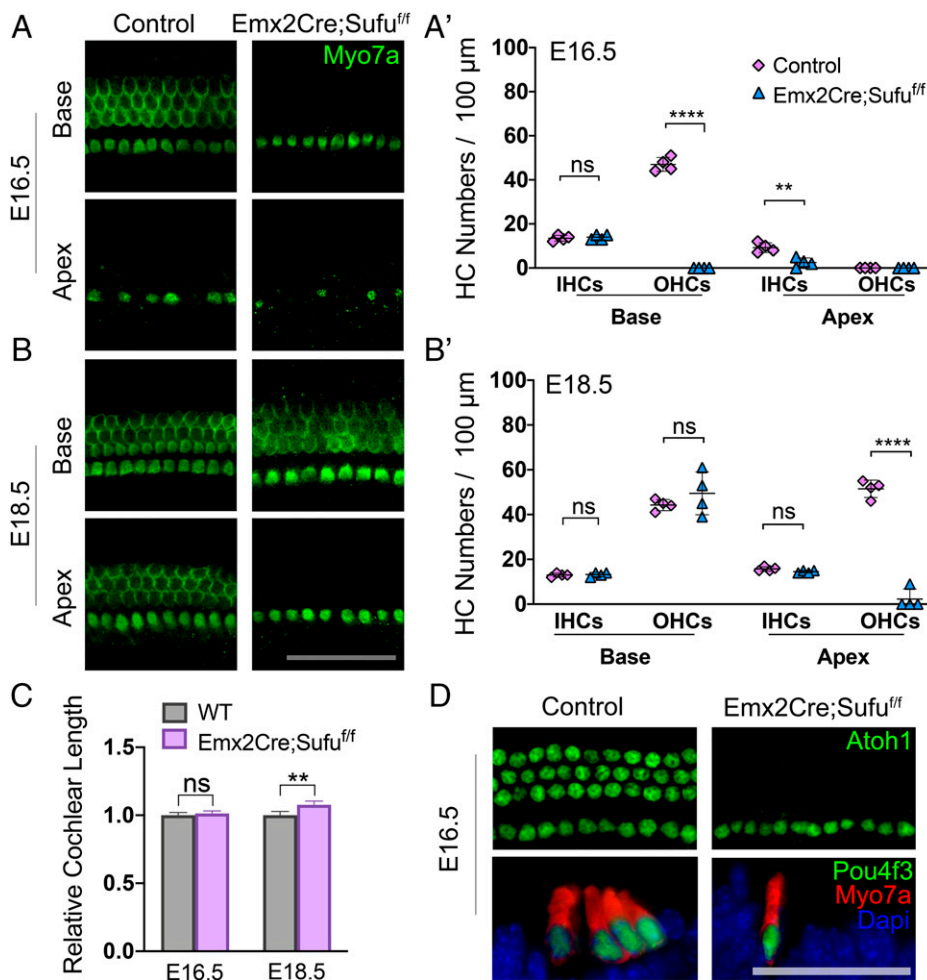 A
Control
Emx2Cre;Sufu^f/f
Myo7a
E16.5
Base
Apex
A'
E16.5
Control
Emx2Cre;Sufu^f/f
HC Numbers / 100 µm
100
80
60
40
20
0
ns
****
**
IHCs OHCs IHCs OHCs
Base Apex
B
E18.5
Base
Apex
B'
E18.5
HC Numbers / 100 µm
100
80
60
40
20
0
ns
ns
ns
****
IHCs OHCs IHCs OHCs
Base Apex
C
WT
Emx2Cre;Sufu^f/f
Relative Cochlear Length
1.5
1.0
0.5
0.0
ns
**
E16.5 E18.5
D
Control
Emx2Cre;Sufu^f/f
Atoh1
E16.5
Pou4f3
Myo7a
Dapi